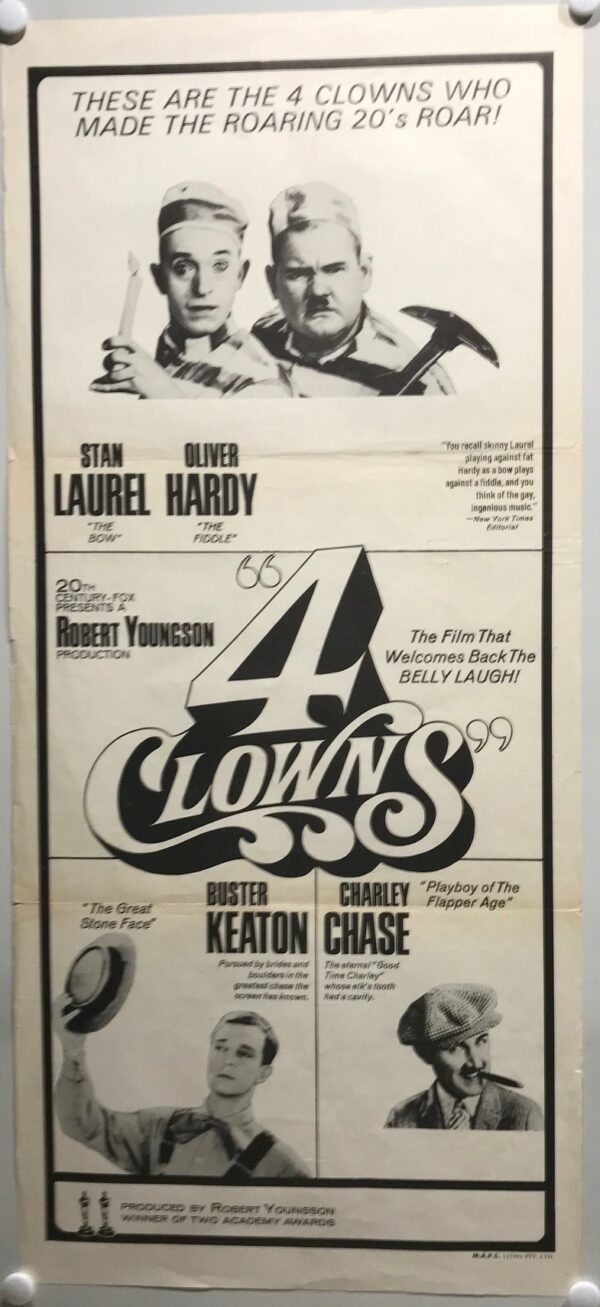 THESE ARE THE 4 CLOWNS WHO
MADE THE ROARING 20's ROAR!
STAN
LAUREL
"THE
BOW"
OLIVER
HARDY
"THE
FIDDLE"
"You recall skinny Laurel
playing against fat
Hardy as a bow plays
against a fiddle, and you
think of the gay,
ingenious music."
—New York Times
Editorial
20TH
CENTURY-FOX
PRESENTS A
ROBERT YOUNGSON
PRODUCTION
"4
CLOWNS"
The Film That
Welcomes Back The
BELLY LAUGH!
"The Great
Stone Face"
BUSTER
KEATON
Pursued by brides and
boulders in the
greatest chase the
screen has known.
CHARLEY
CHASE
"Playboy of The
Flapper Age"
The eternal "Good
Time Charley"
whose elk's tooth
had a cavity.
PRODUCED BY ROBERT YOUNGSON
WINNER OF TWO ACADEMY AWARDS
M.A.P.S. LITHO. PTY. LTD.